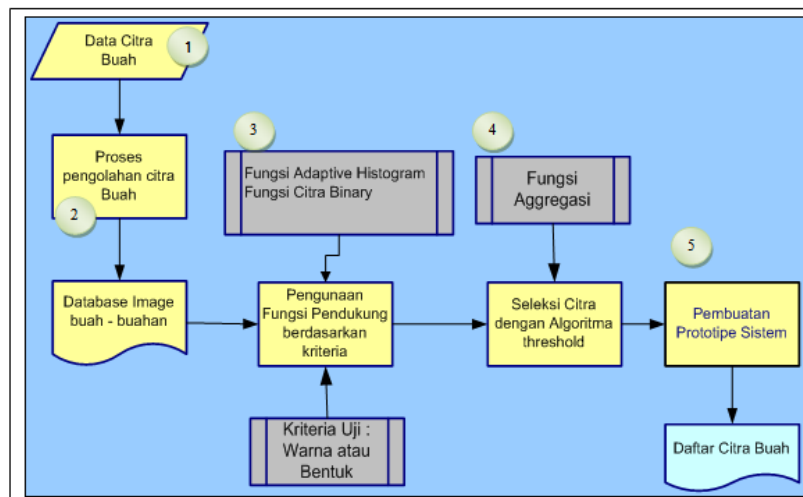 Data Citra
Buah
1
Proses
pengolahan citra
Buah
2
Database Image
buah - buahan
3
Fungsi Adaptive Histogram
Fungsi Citra Binary
Pengunaan
Fungsi Pendukung
berdasarkan
kriteria
Kriteria Uji :
Warna atau
Bentuk
4
Fungsi
Aggregasi
Seleksi Citra
dengan Algoritma
threshold
5
Pembuatan
Prototipe Sistem
Daftar Citra Buah